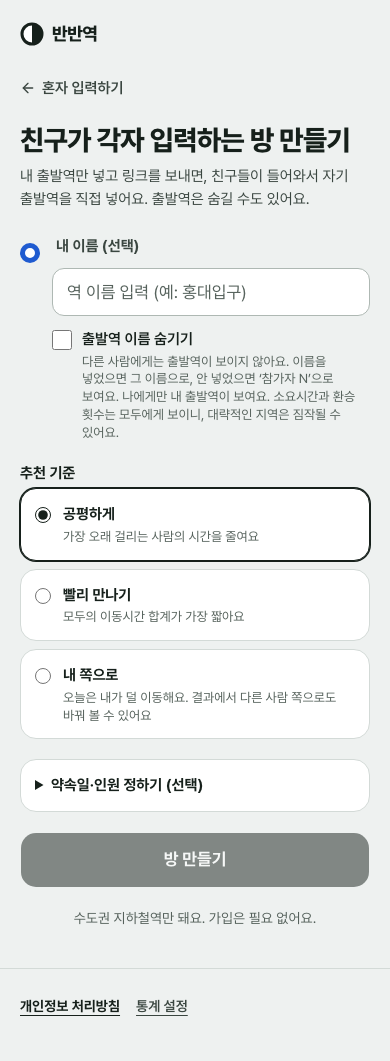 반반역
← 혼자 입력하기
친구가 각자 입력하는 방 만들기
내 출발역만 넣고 링크를 보내면, 친구들이 들어와서 자기
출발역을 직접 넣어요. 출발역은 숨길 수도 있어요.
내 이름 (선택)
역 이름 입력 (예: 홍대입구)
출발역 이름 숨기기
다른 사람에게는 출발역이 보이지 않아요. 이름을
넣었으면 그 이름으로, 안 넣었으면 ‘참가자 N’으로
보여요. 나에게만 내 출발역이 보여요. 소요시간과 환승
횟수는 모두에게 보이니, 대략적인 지역은 짐작될 수
있어요.
추천 기준
공평하게
가장 오래 걸리는 사람의 시간을 줄여요
빨리 만나기
모두의 이동시간 합계가 가장 짧아요
내 쪽으로
오늘은 내가 덜 이동해요. 결과에서 다른 사람 쪽으로도
바꿔 볼 수 있어요
▶ 약속일·인원 정하기 (선택)
방 만들기
수도권 지하철역만 돼요. 가입은 필요 없어요.
개인정보 처리방침 통계 설정